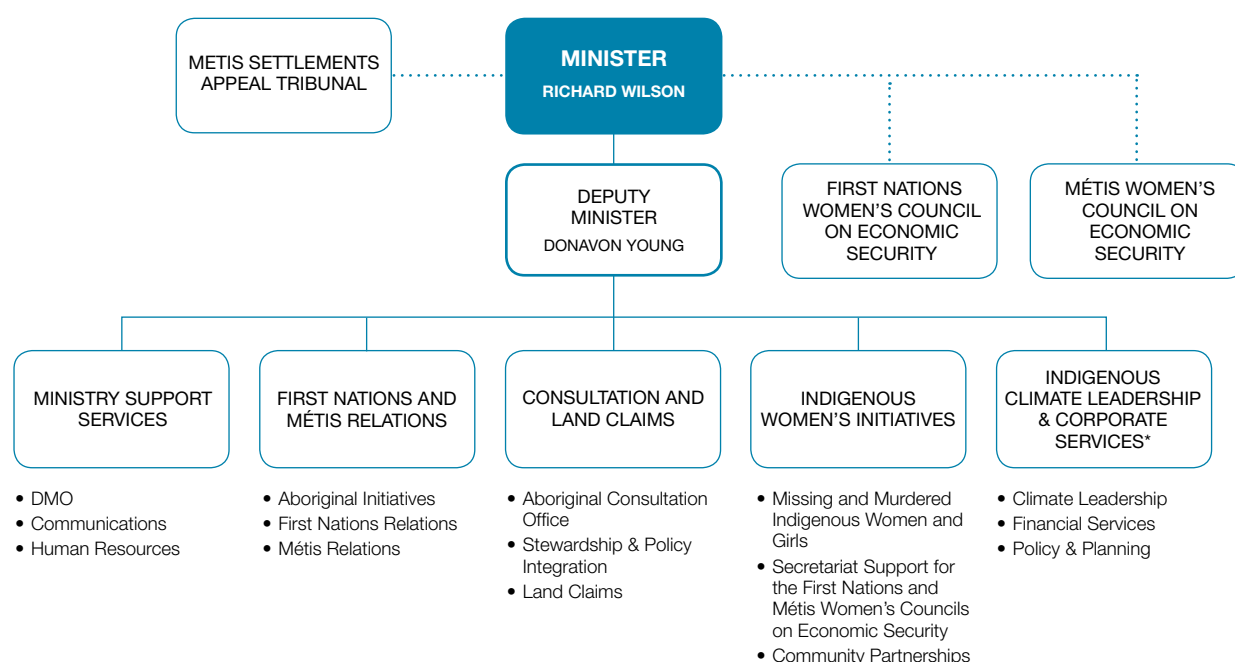 METIS SETTLEMENTS
APPEAL TRIBUNAL
MINISTER
RICHARD WILSON
DEPUTY
MINISTER
DONAVON YOUNG
FIRST NATIONS
WOMEN'S COUNCIL
ON ECONOMIC
SECURITY
MÉTIS WOMEN'S
COUNCIL ON
ECONOMIC
SECURITY
MINISTRY SUPPORT
SERVICES
• DMO
• Communications
• Human Resources
FIRST NATIONS AND
MÉTIS RELATIONS
• Aboriginal Initiatives
• First Nations Relations
• Métis Relations
CONSULTATION AND
LAND CLAIMS
• Aboriginal Consultation
Office
• Stewardship & Policy
Integration
• Land Claims
INDIGENOUS
WOMEN'S INITIATIVES
• Missing and Murdered
Indigenous Women and
Girls
• Secretariat Support for
the First Nations and
Métis Women's Councils
on Economic Security
• Community Partnerships
INDIGENOUS
CLIMATE LEADERSHIP
& CORPORATE
SERVICES*
• Climate Leadership
• Financial Services
• Policy & Planning